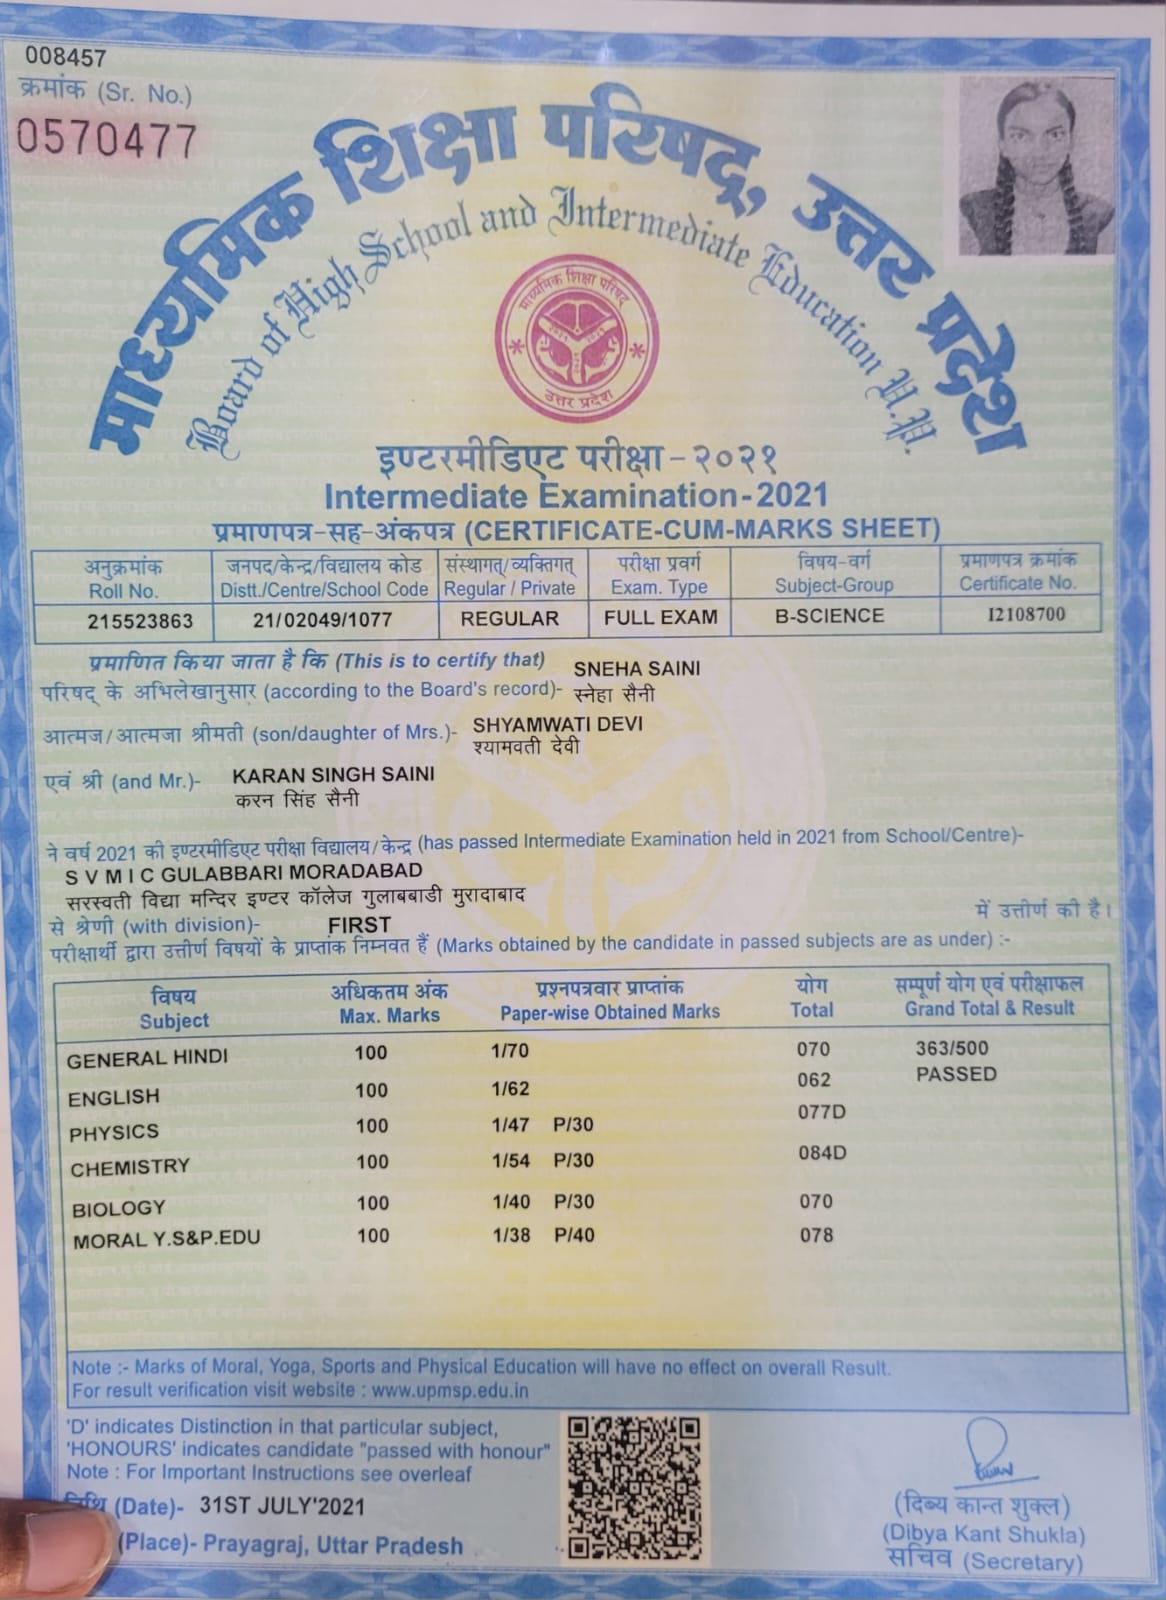 008457
क्रमांक (Sr. No.)
0570477
माध्यमिक शिक्षा परिषद्, उत्तर प्रदेश
Board of High School and Intermediate Education U.P.
माध्यमिक शिक्षा परिषद्
उत्तर प्रदेश
इण्टरमीडिएट परीक्षा-२०२१
Intermediate Examination-2021
प्रमाणपत्र-सह-अंकपत्र (CERTIFICATE-CUM-MARKS SHEET)
अनुक्रमांक जनपद/केन्द्र/विद्यालय कोड संस्थागत/व्यक्तिगत परीक्षा प्रवर्ग विषय-वर्ग प्रमाणपत्र क्रमांक
Roll No. Distt./Centre/School Code Regular / Private Exam. Type Subject-Group Certificate No.
215523863 21/02049/1077 REGULAR FULL EXAM B-SCIENCE I2108700
प्रमाणित किया जाता है कि (This is to certify that) SNEHA SAINI
परिषद् के अभिलेखानुसार (according to the Board's record)- स्नेहा सैनी
आत्मज/आत्मजा श्रीमती (son/daughter of Mrs.)- SHYAMWATI DEVI
श्यामवती देवी
एवं श्री (and Mr.)- KARAN SINGH SAINI
करन सिंह सैनी
ने वर्ष 2021 की इण्टरमीडिएट परीक्षा विद्यालय/केन्द्र (has passed Intermediate Examination held in 2021 from School/Centre)-
S V M I C GULABBARI MORADABAD
सरस्वती विद्या मन्दिर इण्टर कॉलेज गुलाबबाडी मुरादाबाद
से श्रेणी (with division)- FIRST में उत्तीर्ण की है।
परीक्षार्थी द्वारा उत्तीर्ण विषयों के प्राप्तांक निम्नवत हैं (Marks obtained by the candidate in passed subjects are as under) :-
विषय अधिकतम अंक प्रश्नपत्रवार प्राप्तांक योग सम्पूर्ण योग एवं परीक्षाफल
Subject Max. Marks Paper-wise Obtained Marks Total Grand Total & Result
GENERAL HINDI 100 1/70 070 363/500
ENGLISH 100 1/62 062 PASSED
PHYSICS 100 1/47 P/30 077D
CHEMISTRY 100 1/54 P/30 084D
BIOLOGY 100 1/40 P/30 070
MORAL Y.S&P.EDU 100 1/38 P/40 078
Note :- Marks of Moral, Yoga, Sports and Physical Education will have no effect on overall Result.
For result verification visit website : www.upmsp.edu.in
'D' indicates Distinction in that particular subject,
'HONOURS' indicates candidate "passed with honour"
Note : For Important Instructions see overleaf
तिथि (Date)- 31ST JULY'2021
(Place)- Prayagraj, Uttar Pradesh
(दिब्य कान्त शुक्ल)
(Dibya Kant Shukla)
सचिव (Secretary)